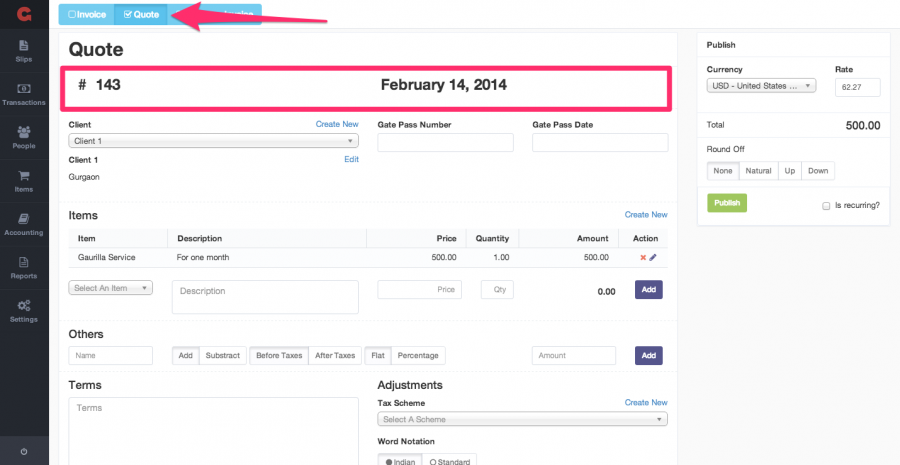 Invoice Quote Invoice
Quote
# 143 February 14, 2014
Client Create New Gate Pass Number Gate Pass Date
Client 1
Client 1 Edit
Gurgaon
Items Create New
Item Description Price Quantity Amount Action
Gaurilla Service For one month 500.00 1.00 500.00
Select An Item Description Price Qty 0.00 Add
Others
Name Add Substract Before Taxes After Taxes Flat Percentage Amount Add
Terms Adjustments
Terms
Tax Scheme Create New
Select A Scheme
Word Notation
Indian Standard
Publish
Currency Rate
USD - United States ... 62.27
Total 500.00
Round Off
None Natural Up Down
Publish Is recurring?
G
Slips
Transactions
People
Items
Accounting
Reports
Settings